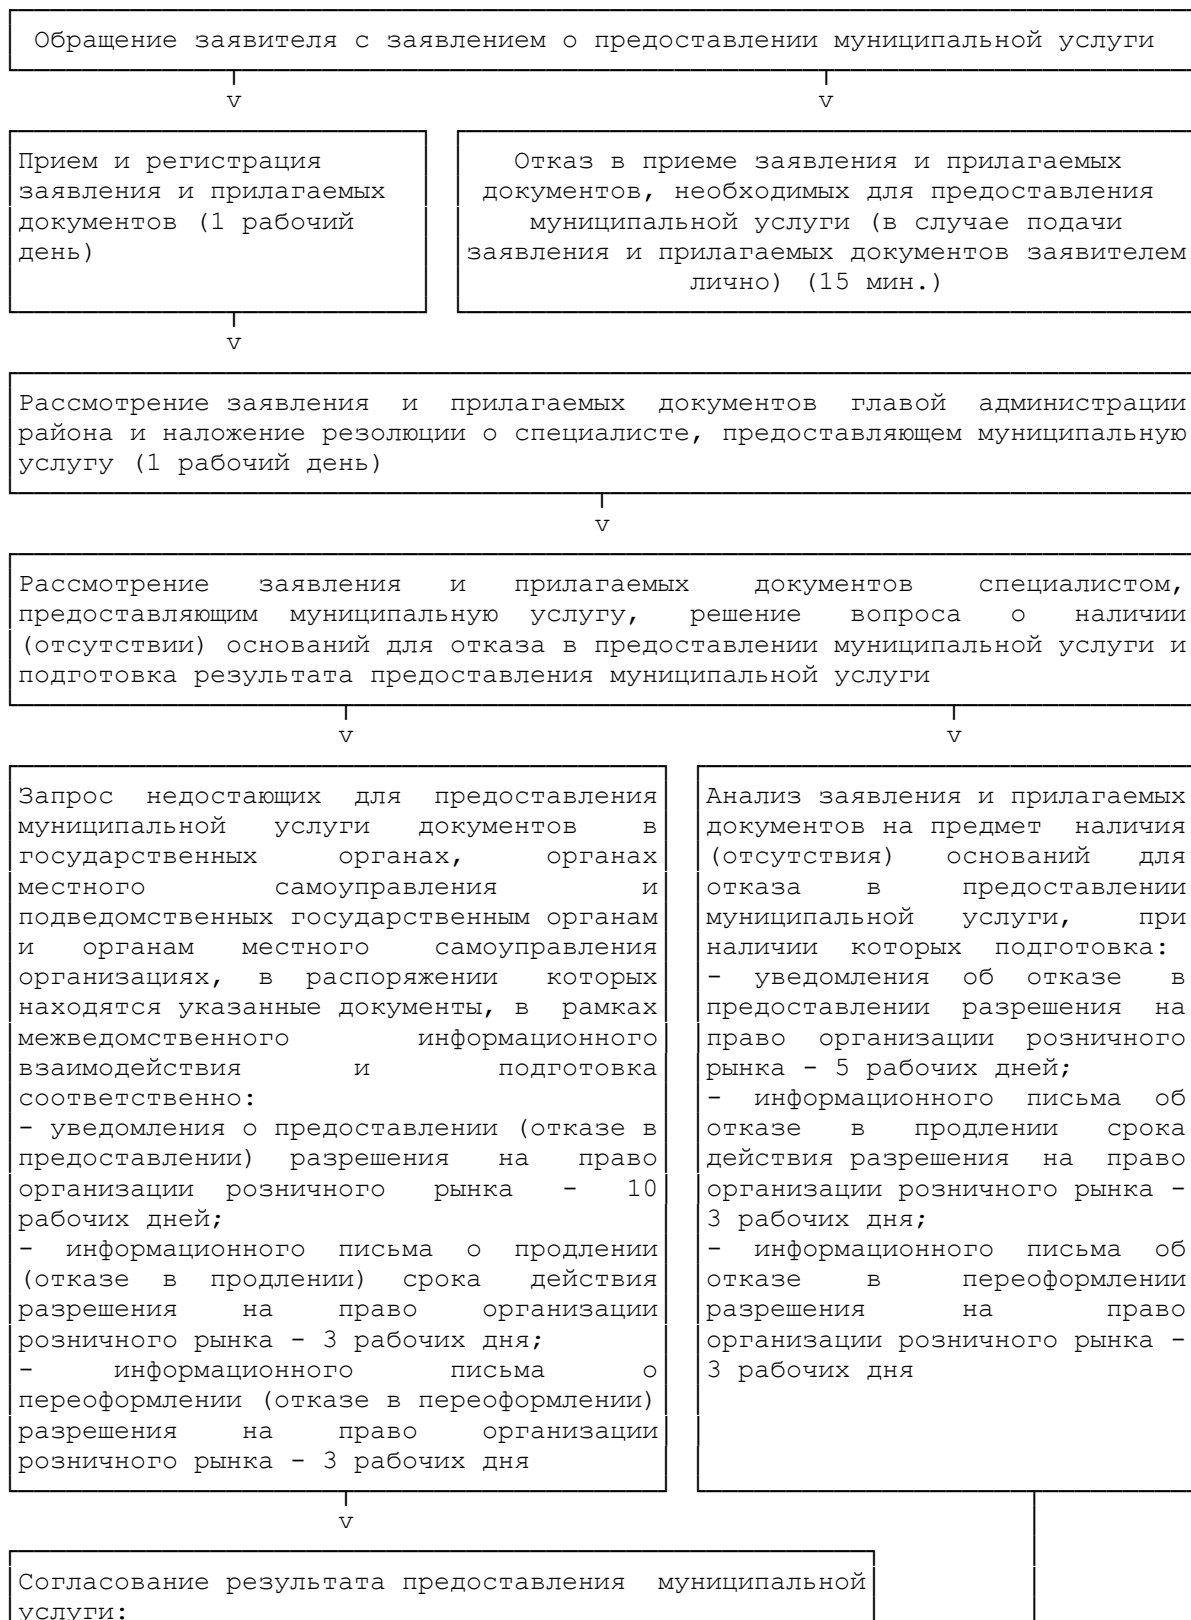 Обращение заявителя с заявлением о предоставлении муниципальной услуги
v
v
Прием и регистрация
заявления и прилагаемых
документов (1 рабочий
день)
Отказ в приеме заявления и прилагаемых
документов, необходимых для предоставления
муниципальной услуги (в случае подачи
заявления и прилагаемых документов заявителем
лично) (15 мин.)
v
Рассмотрение заявления и прилагаемых документов главой администрации
района и наложение резолюции о специалисте, предоставляющем муниципальную
услугу (1 рабочий день)
v
Рассмотрение заявления и прилагаемых документов специалистом,
предоставляющим муниципальную услугу, решение вопроса о наличии
(отсутствии) оснований для отказа в предоставлении муниципальной услуги и
подготовка результата предоставления муниципальной услуги
v
v
Запрос недостающих для предоставления
муниципальной услуги документов в
государственных органах, органах
местного самоуправления и
подведомственных государственным органам
и органам местного самоуправления
организациях, в распоряжении которых
находятся указанные документы, в рамках
межведомственного информационного
взаимодействия и подготовка
соответственно:
- уведомления о предоставлении (отказе в
предоставлении) разрешения на право
организации розничного рынка - 10
рабочих дней;
- информационного письма о продлении
(отказе в продлении) срока действия
разрешения на право организации
розничного рынка - 3 рабочих дня;
- информационного письма о
переоформлении (отказе в переоформлении)
разрешения на право организации
розничного рынка - 3 рабочих дня
Анализ заявления и прилагаемых
документов на предмет наличия
(отсутствия) оснований для
отказа в предоставлении
муниципальной услуги, при
наличии которых подготовка:
- уведомления об отказе в
предоставлении разрешения на
право организации розничного
рынка - 5 рабочих дней;
- информационного письма об
отказе в продлении срока
действия разрешения на право
организации розничного рынка -
3 рабочих дня;
- информационного письма об
отказе в переоформлении
разрешения на право
организации розничного рынка -
3 рабочих дня
v
Согласование результата предоставления муниципальной
услуги: